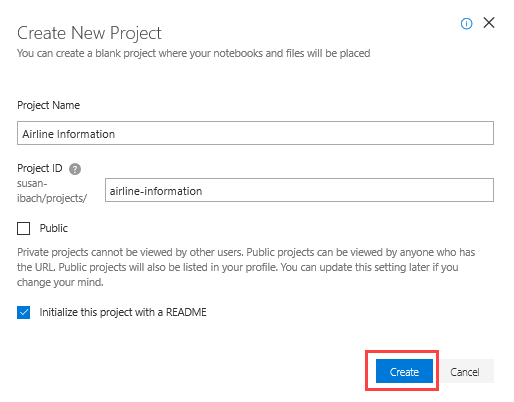 Create New Project
You can create a blank project where your notebooks and files will be placed
Project Name
Airline Information
Project ID ?
susan-
ibach/projects/
airline-information
Public
Private projects cannot be viewed by other users. Public projects can be viewed by anyone who has
the URL. Public projects will also be listed in your profile. You can update this setting later if you
change your mind.
Initialize this project with a README
Create Cancel